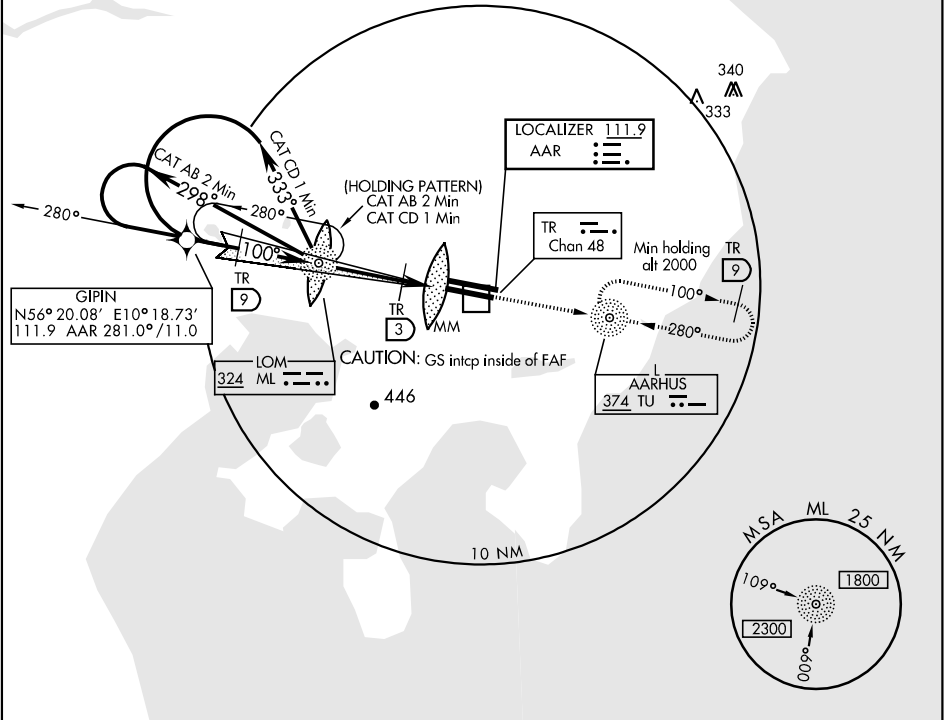 340
333
LOCALIZER 111.9
AAR
CAT CD 1 Min
333°
CAT AB 2 Min
298°
280°
280°
(HOLDING PATTERN)
CAT AB 2 Min
CAT CD 1 Min
TR
Chan 48
Min holding
alt 2000
TR
9
100°
280°
100°
TR
9
TR
3
MM
GIPIN
N56° 20.08' E10° 18.73'
111.9 AAR 281.0°/11.0
CAUTION: GS intcp inside of FAF
LOM
324 ML
446
L
AARHUS
374 TU
10 NM
MSA ML 25 NM
109°
1800
2300
009°